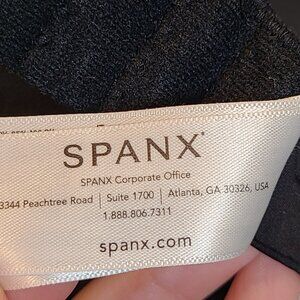 SPANX®
SPANX Corporate Office
3344 Peachtree Road | Suite 1700 | Atlanta, GA 30326, USA
1.888.806.7311
spanx.com